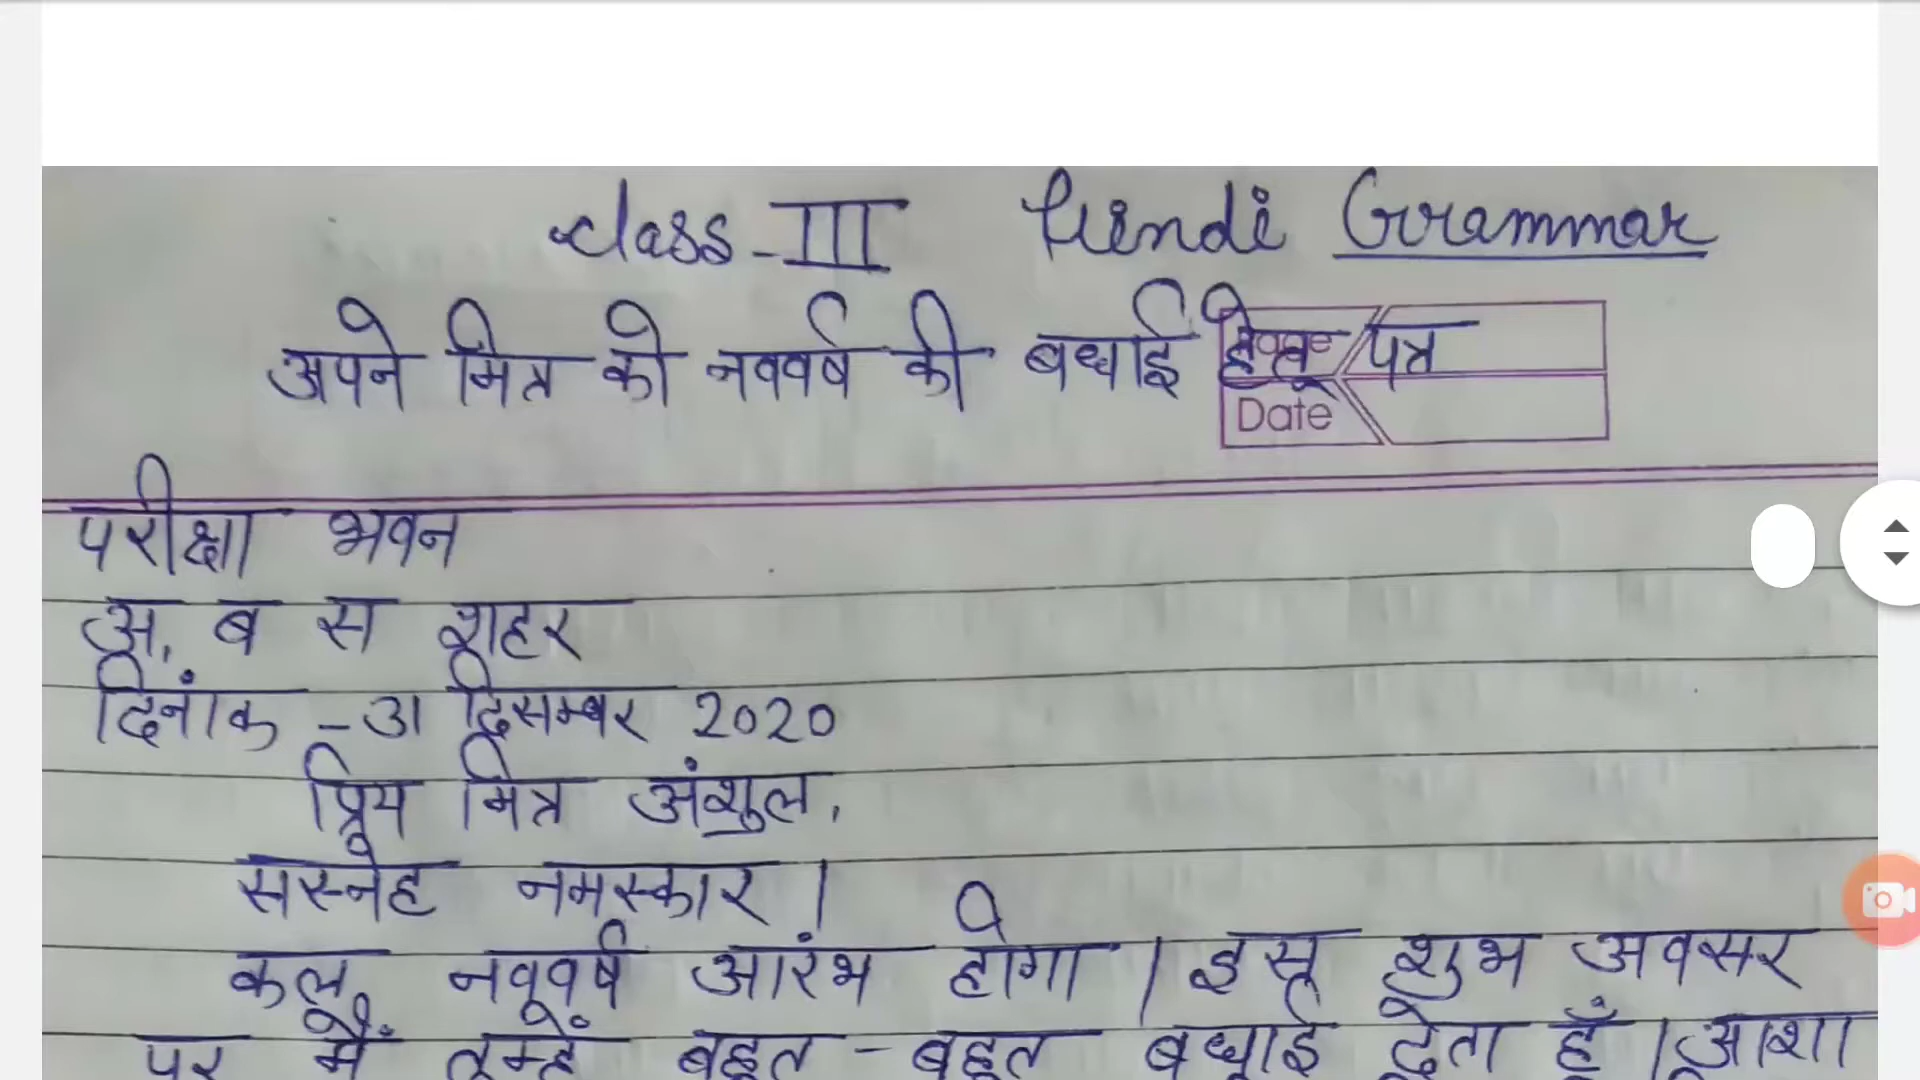 Class-III Hindi Grammar
अपने मित्र को नववर्ष की बधाई हेतु पत्र
Date
परीक्षा भवन
अ, ब स शहर
दिनांक - 31 दिसम्बर 2020
प्रिय मित्र अंशुल,
सस्नेह नमस्कार।
कल नववर्ष आरंभ होगा। इस शुभ अवसर
पर मैं तुम्हें बहुत-बहुत बधाई देता हूँ। आशा